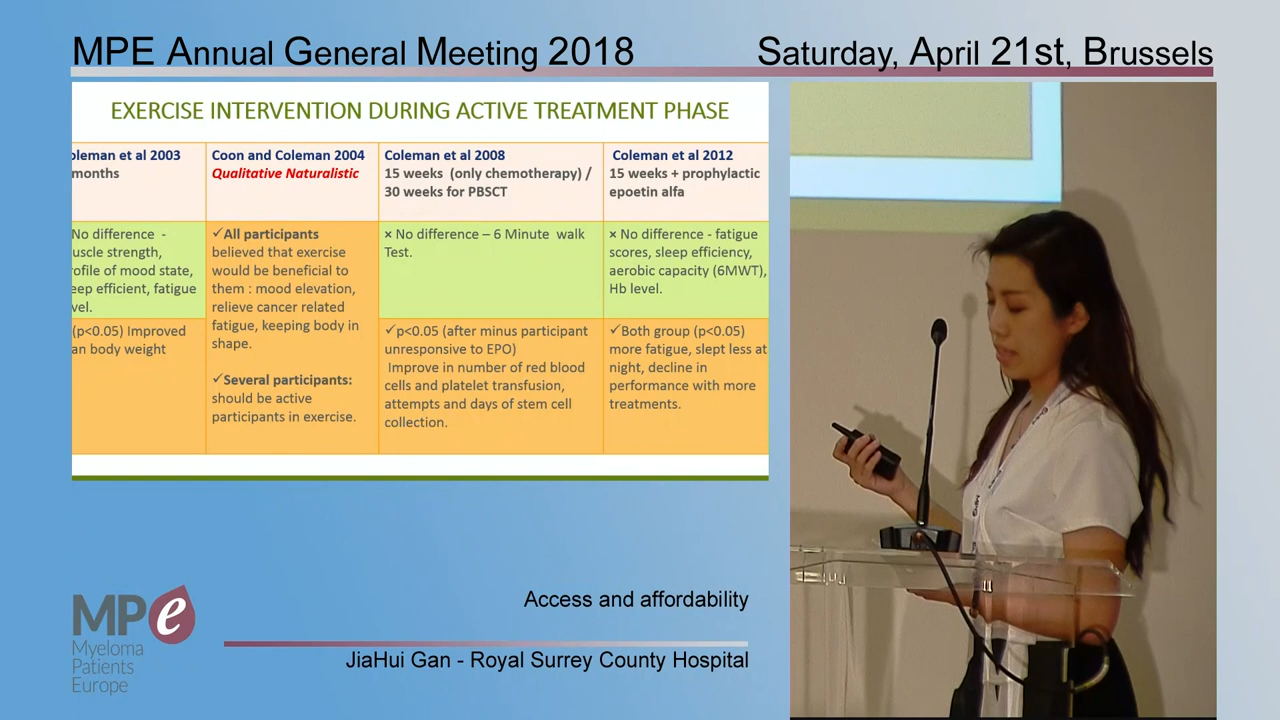 MPE Annual General Meeting 2018
Saturday, April 21st, Brussels
EXERCISE INTERVENTION DURING ACTIVE TREATMENT PHASE
oleman et al 2003
months
Coon and Coleman 2004
Qualitative Naturalistic
Coleman et al 2008
15 weeks (only chemotherapy) /
30 weeks for PBSCT
Coleman et al 2012
15 weeks + prophylactic
epoetin alfa
No difference -
uscle strength,
rofile of mood state,
eep efficient, fatigue
vel.
(p<0.05) Improved
an body weight
✓All participants
believed that exercise
would be beneficial to
them : mood elevation,
relieve cancer related
fatigue, keeping body in
shape.
✓Several participants:
should be active
participants in exercise.
× No difference – 6 Minute walk
Test.
✓p<0.05 (after minus participant
unresponsive to EPO)
Improve in number of red blood
cells and platelet transfusion,
attempts and days of stem cell
collection.
× No difference - fatigue
scores, sleep efficiency,
aerobic capacity (6MWT),
Hb level.
✓Both group (p<0.05)
more fatigue, slept less at
night, decline in
performance with more
treatments.
Access and affordability
JiaHui Gan - Royal Surrey County Hospital
MPe
Myeloma
Patients
Europe